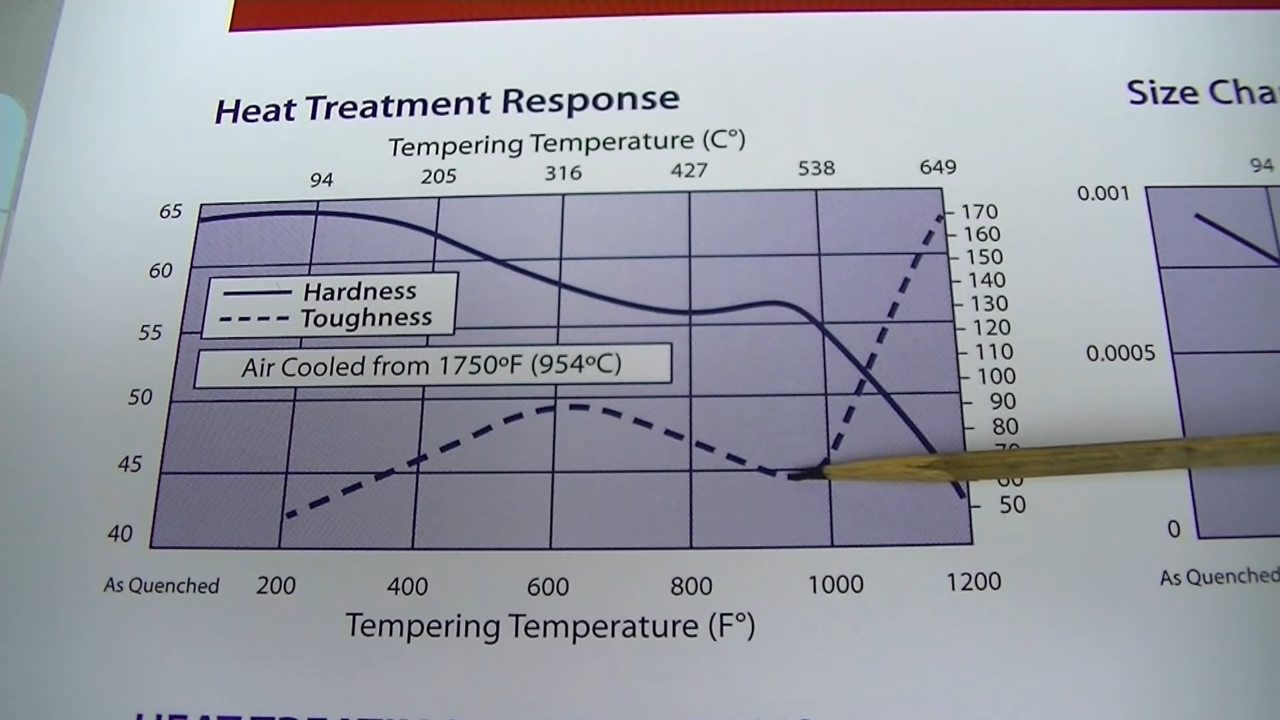 Heat Treatment Response
Tempering Temperature (C°)
94 205 316 427 538 649
65
60
55
50
45
40
Hardness
Toughness
Air Cooled from 1750ºF (954ºC)
170
160
150
140
130
120
110
100
90
80
50
As Quenched 200 400 600 800 1000 1200
Tempering Temperature (F°)
Size Cha
94
0.001
0.0005
0
As Quenched